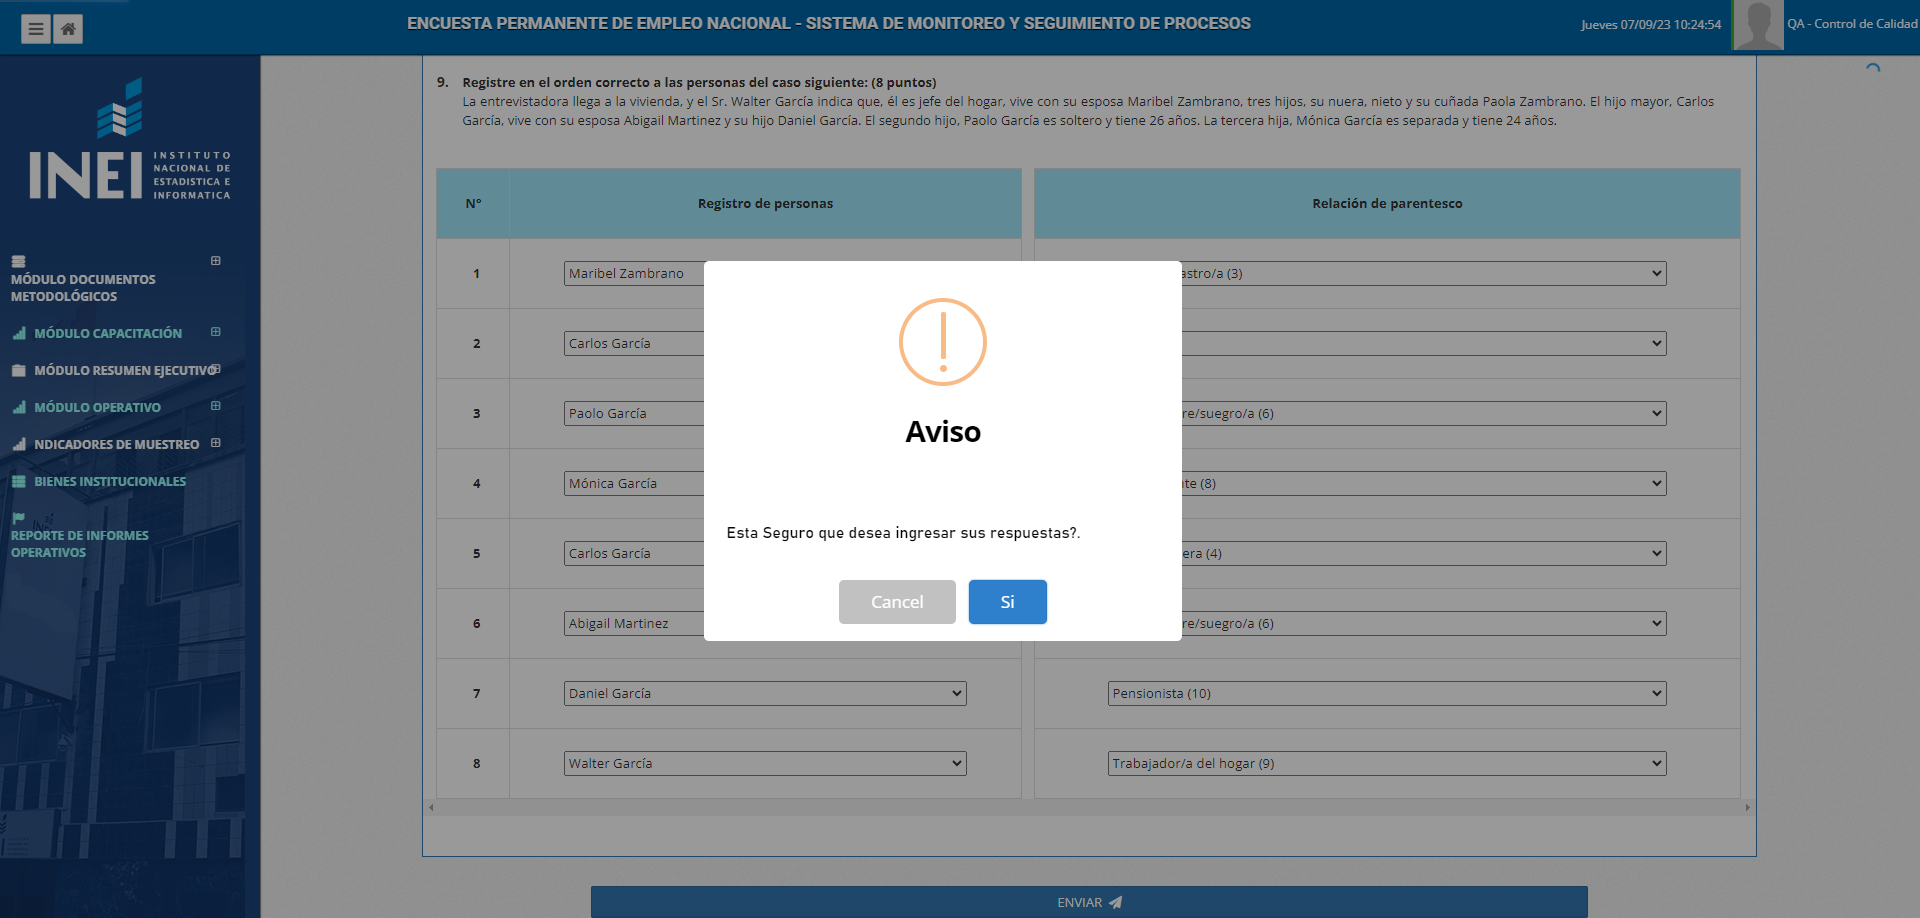 ENCUESTA PERMANENTE DE EMPLEO NACIONAL - SISTEMA DE MONITOREO Y SEGUIMIENTO DE PROCESOS
Jueves 07/09/23 10:24:54
QA - Control de Calidad
INEI
INSTITUTO
NACIONAL DE
ESTADISTICA E
INFORMATICA
MÓDULO DOCUMENTOS
METODOLÓGICOS
MÓDULO CAPACITACIÓN
MÓDULO RESUMEN EJECUTIVO
MÓDULO OPERATIVO
NDICADORES DE MUESTREO
BIENES INSTITUCIONALES
REPORTE DE INFORMES
OPERATIVOS
9. Registre en el orden correcto a las personas del caso siguiente: (8 puntos)
La entrevistadora llega a la vivienda, y el Sr. Walter García indica que, él es jefe del hogar, vive con su esposa Maribel Zambrano, tres hijos, su nuera, nieto y su cuñada Paola Zambrano. El hijo mayor, Carlos
García, vive con su esposa Abigail Martinez y su hijo Daniel García. El segundo hijo, Paolo García es soltero y tiene 26 años. La tercera hija, Mónica García es separada y tiene 24 años.
N° Registro de personas Relación de parentesco
1 Maribel Zambrano astro/a (3)
2 Carlos García
3 Paolo García re/suegro/a (6)
4 Mónica García te (8)
5 Carlos García era (4)
6 Abigail Martinez re/suegro/a (6)
7 Daniel García Pensionista (10)
8 Walter García Trabajador/a del hogar (9)
Aviso
Esta Seguro que desea ingresar sus respuestas?.
Cancel Si
ENVIAR